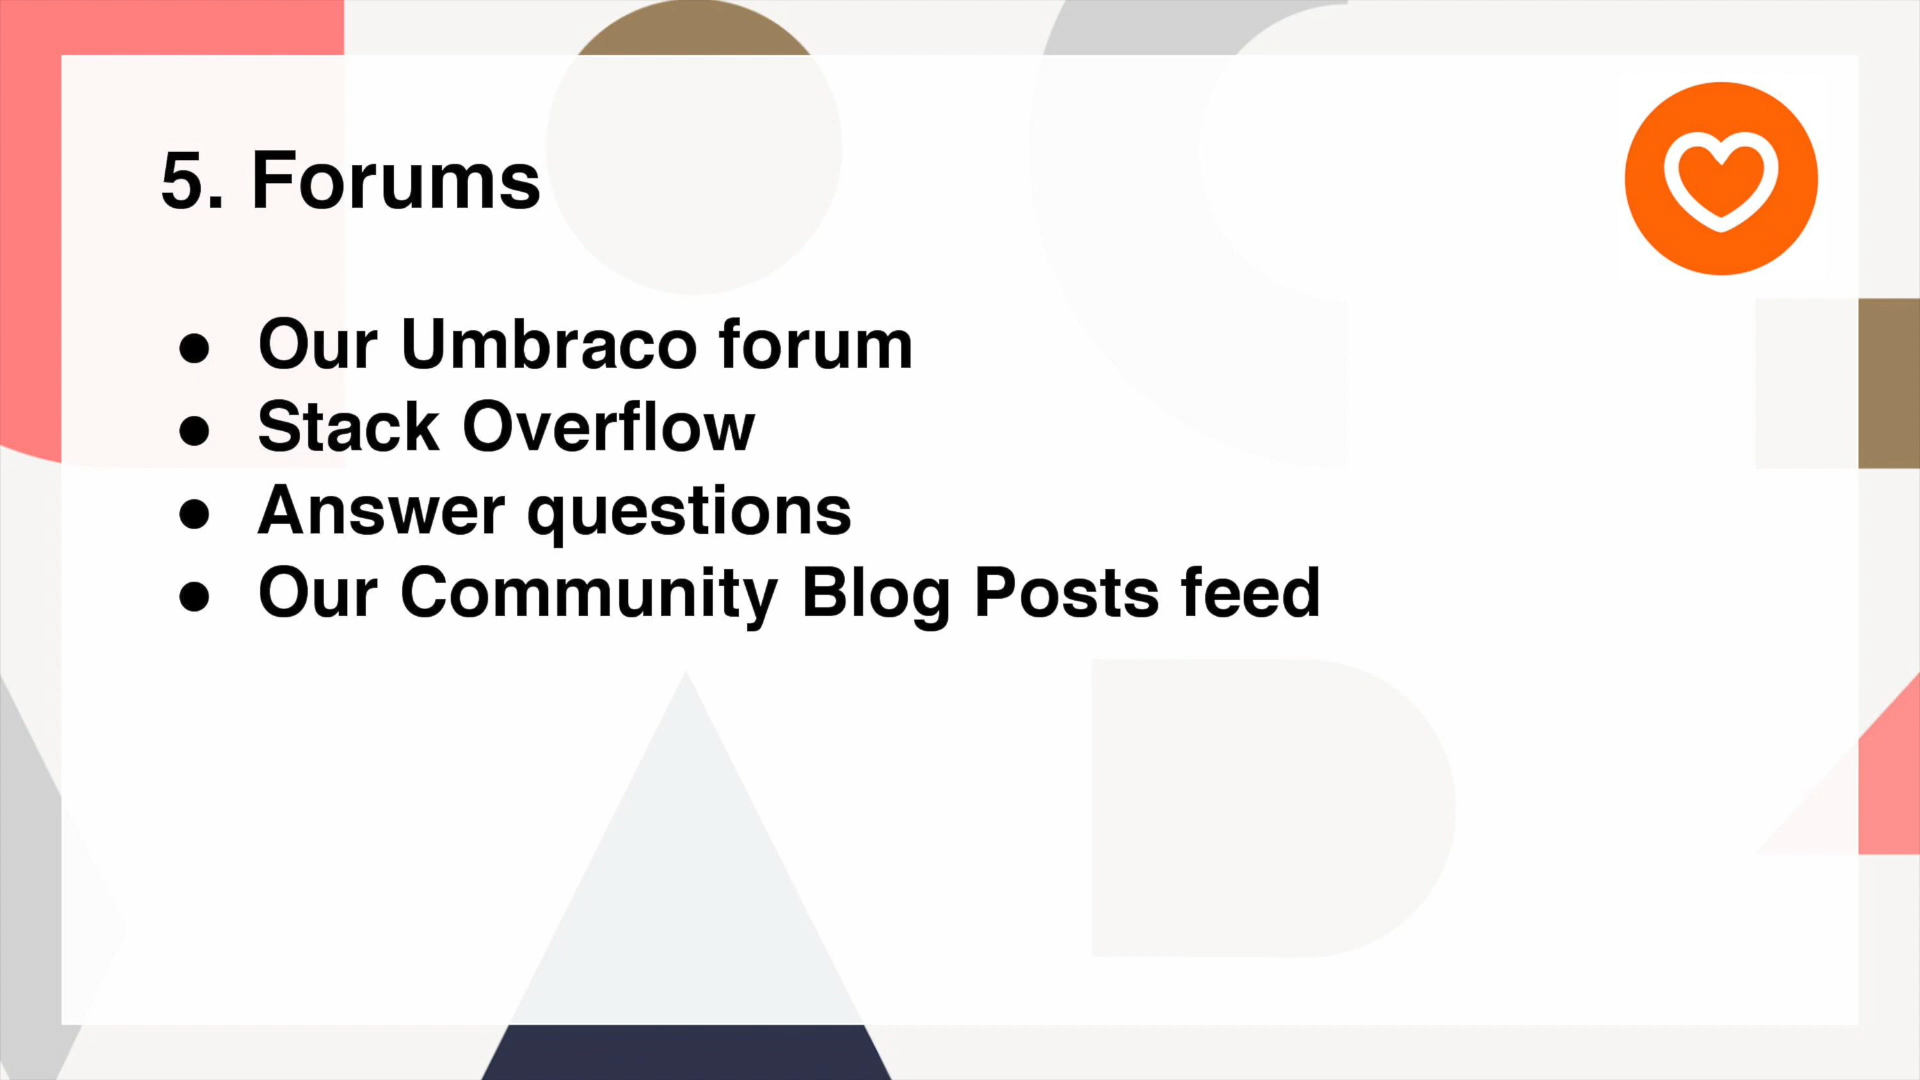 5. Forums
● Our Umbraco forum
● Stack Overflow
● Answer questions
● Our Community Blog Posts feed